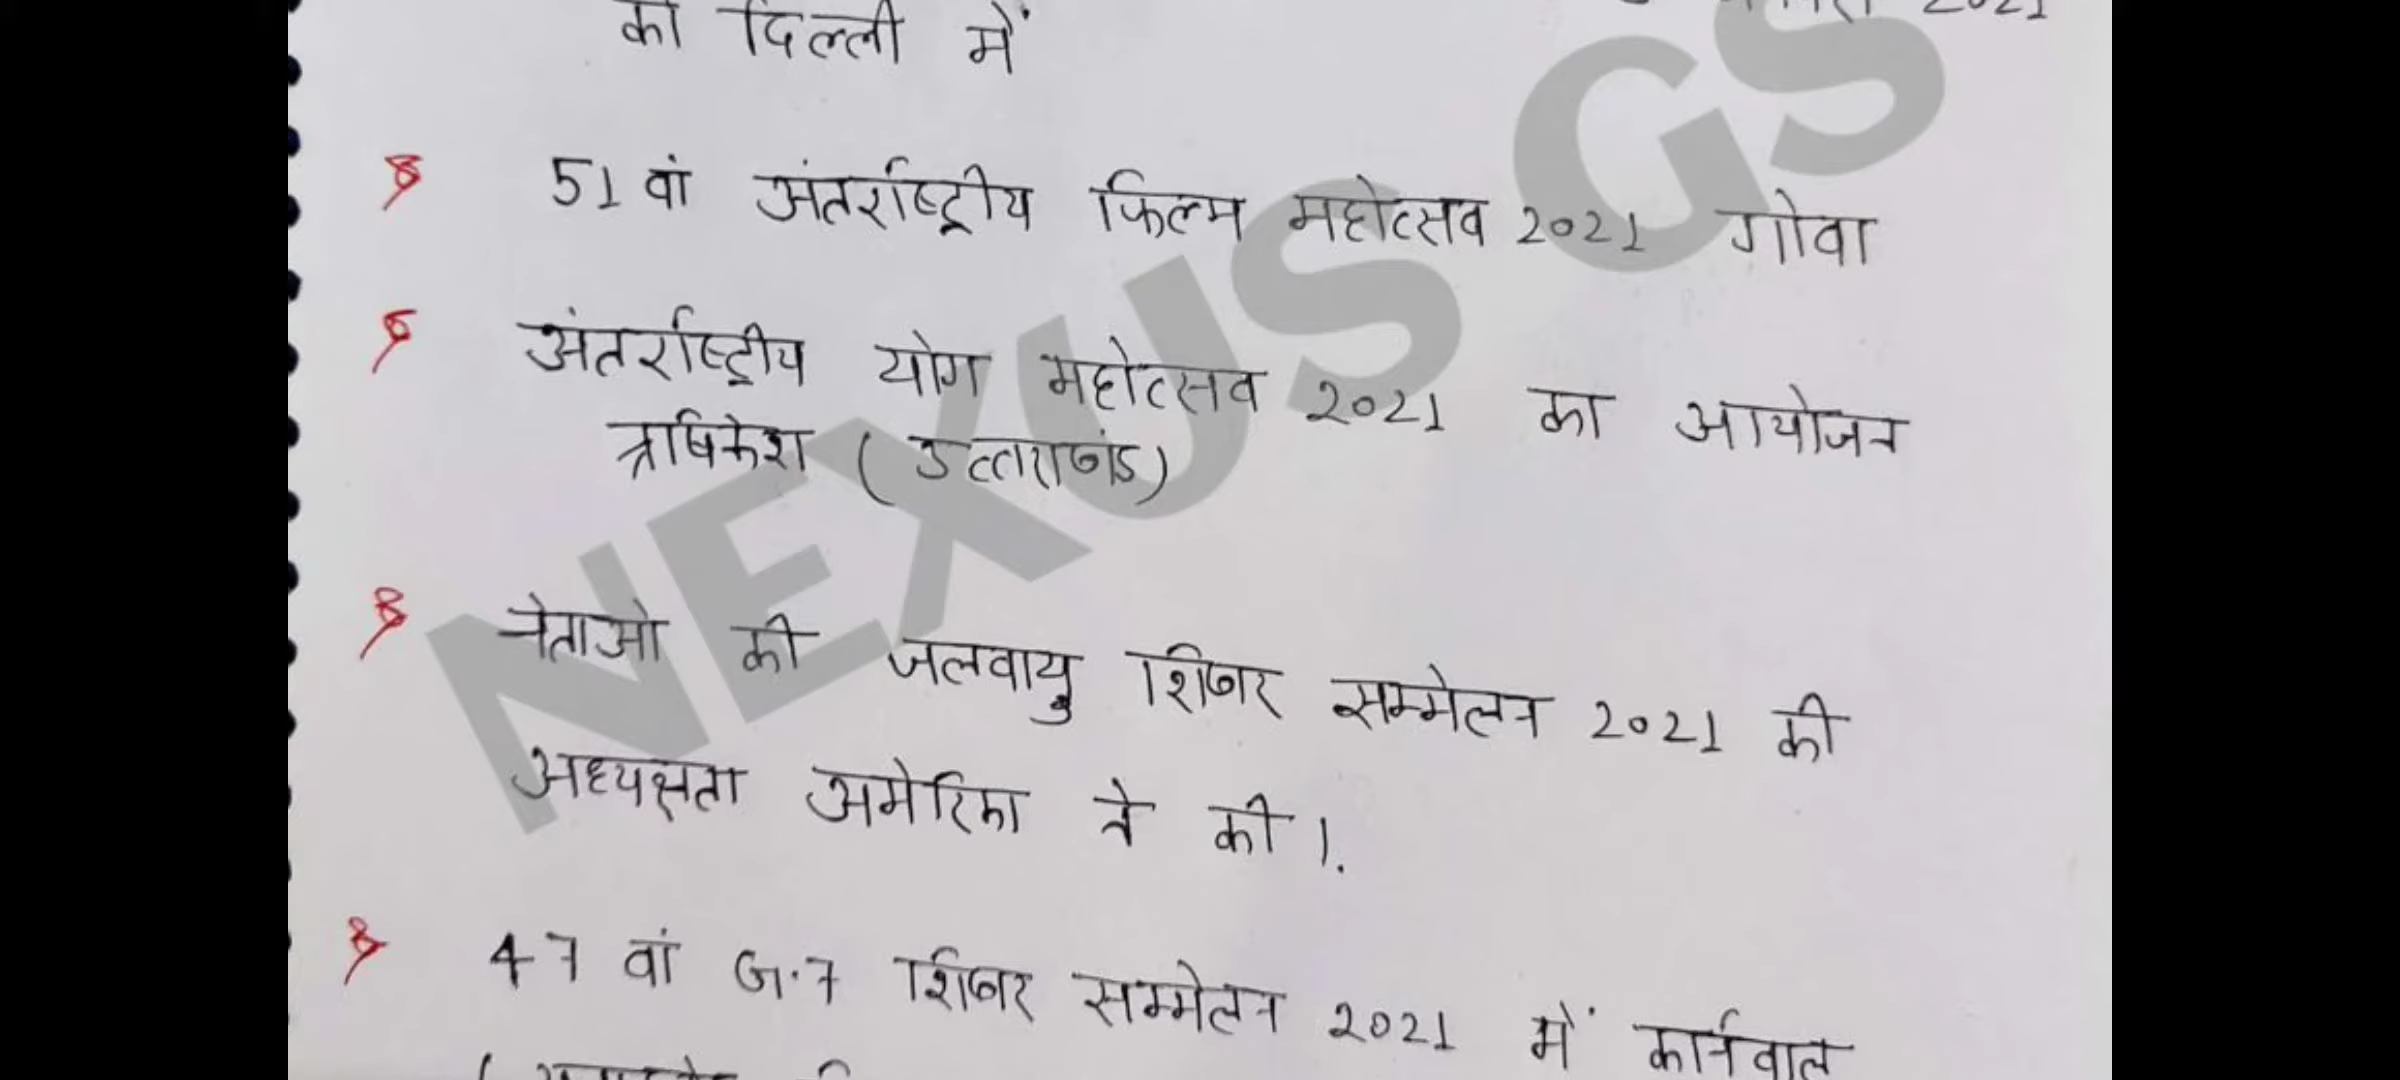 को दिल्ली में
2021
51 वां अंतर्राष्ट्रीय फिल्म महोत्सव 2021 गोवा
अंतर्राष्ट्रीय योग महोत्सव 2021 का आयोजन
ऋषिकेश (उत्तराखंड)
नेताओ की जलवायु शिखर सम्मेलन 2021 की
अध्यक्षता अमेरिका ने की।.
47 वां G.7 शिखर सम्मेलन 2021 में कार्नवाल
NEXUS GS